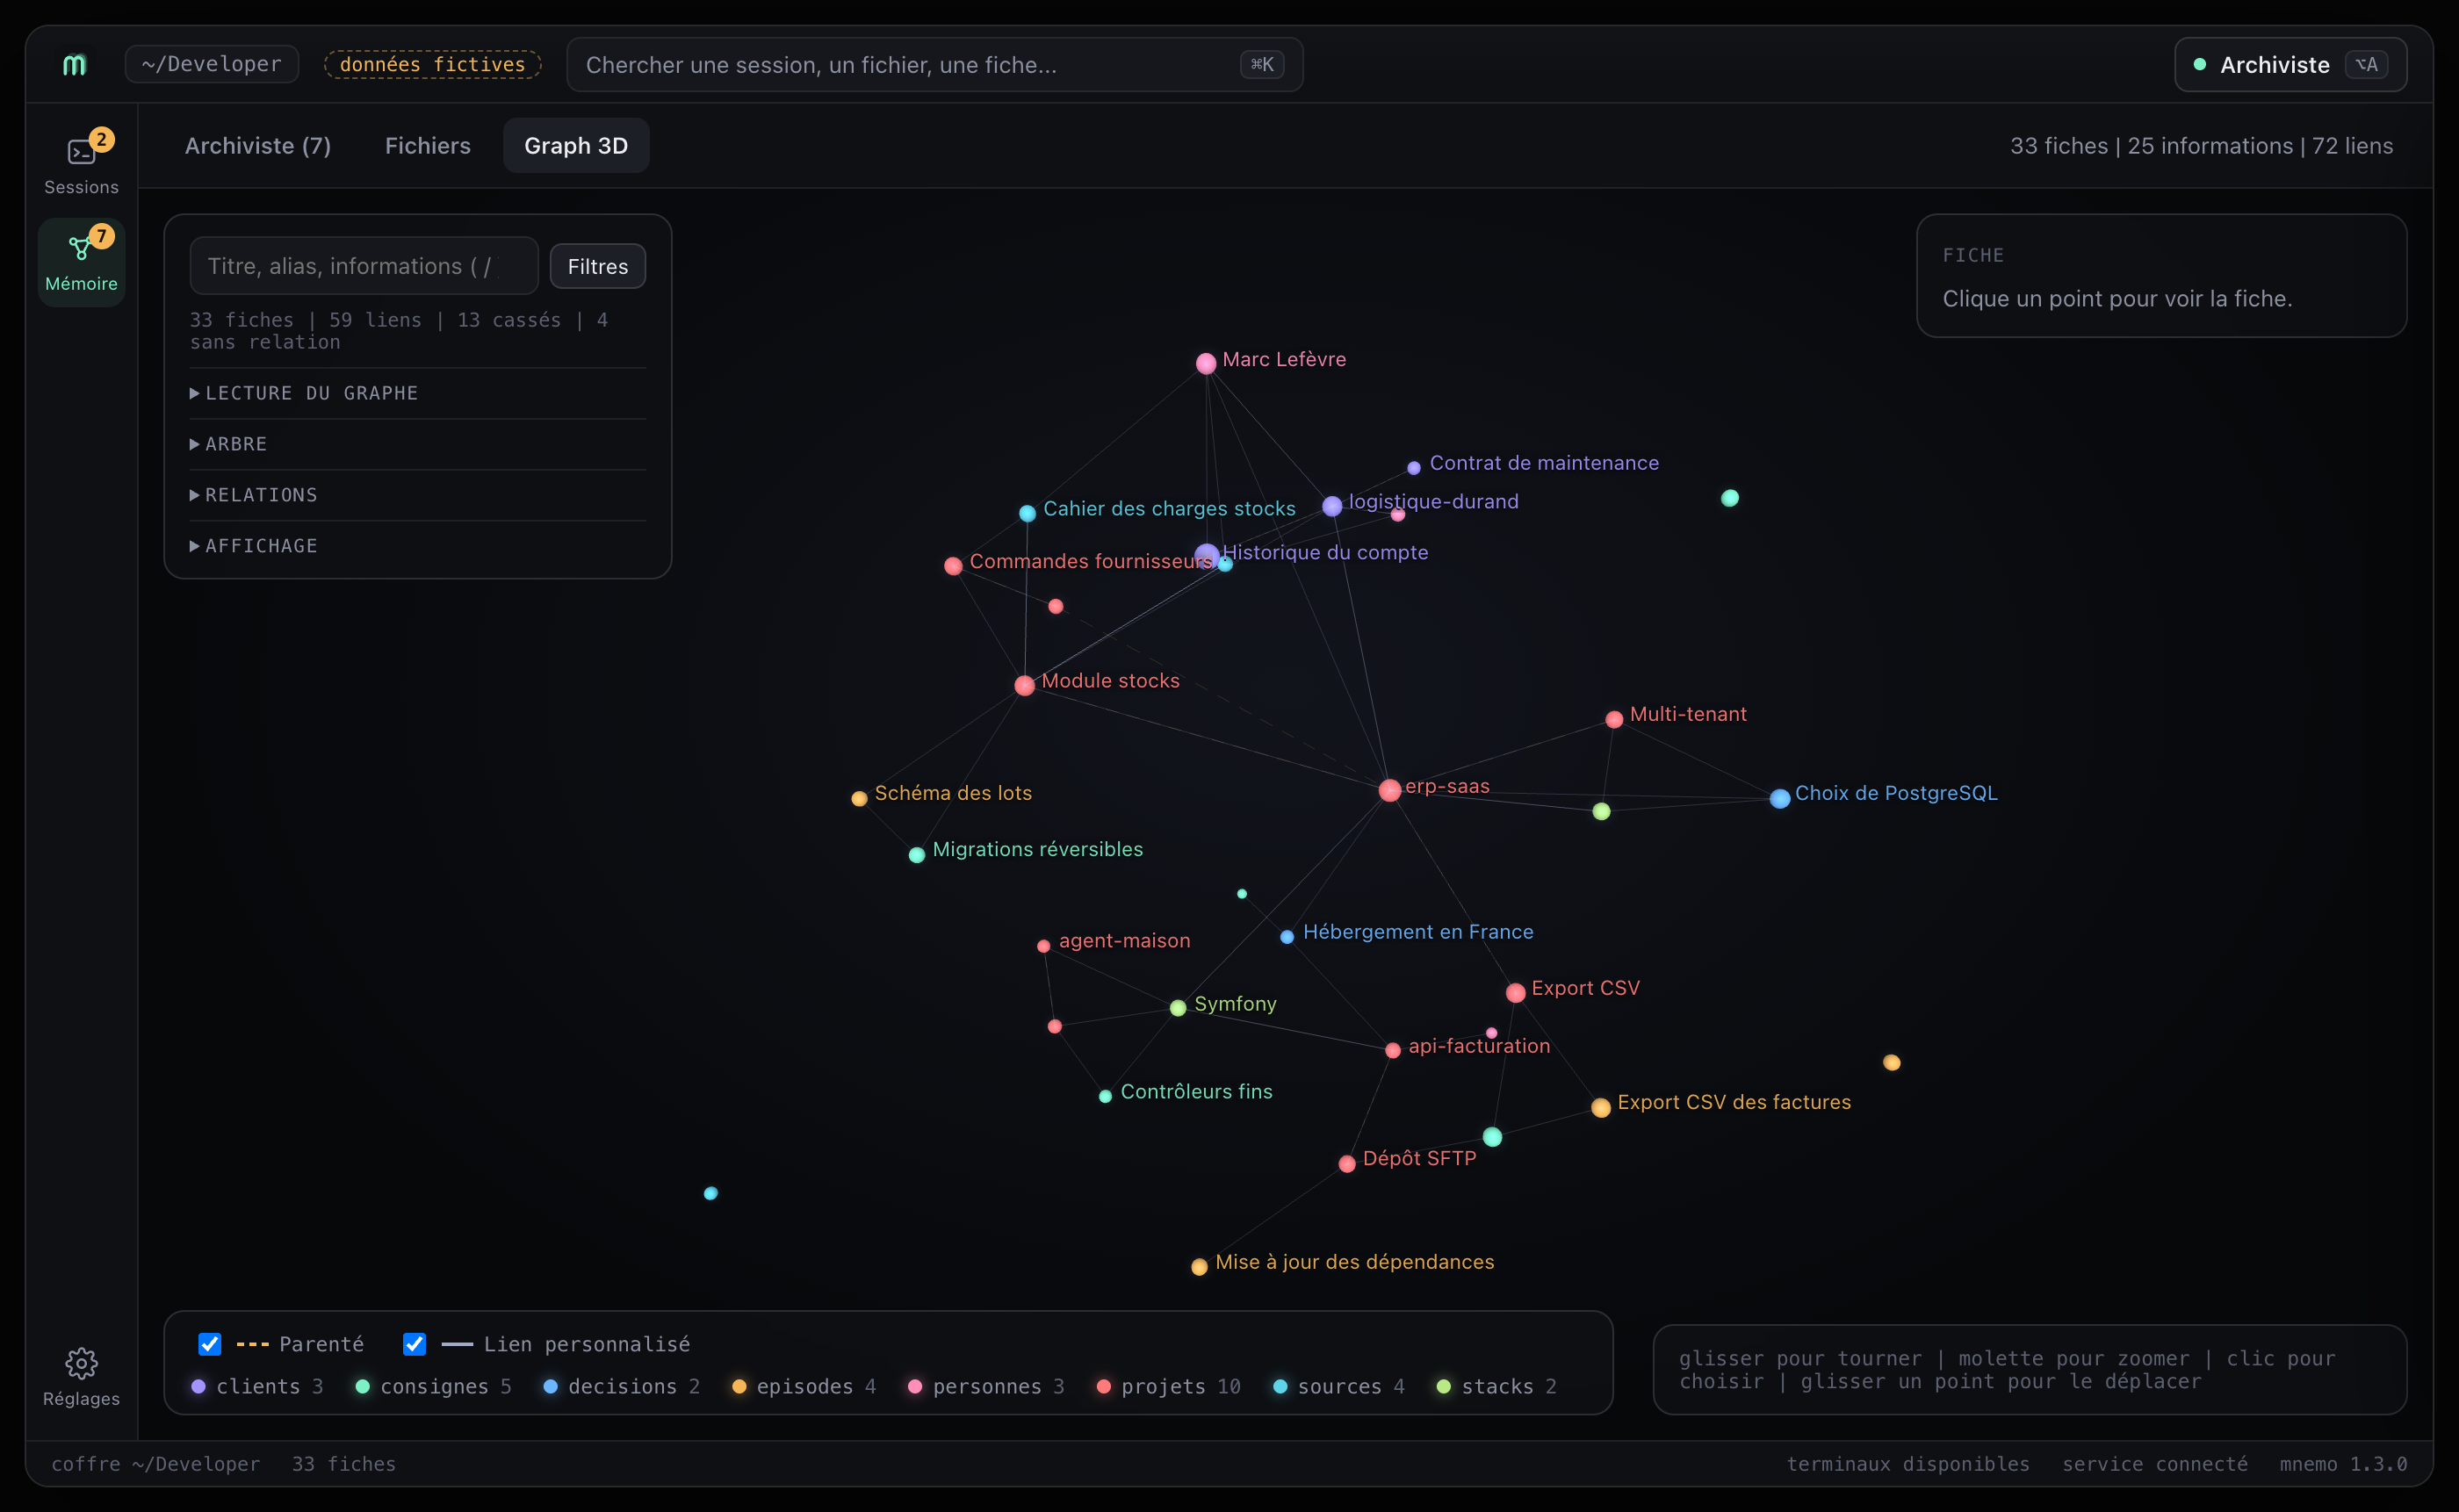 m ~/Developer données fictives Chercher une session, un fichier, une fiche... ⌘K Archiviste ⌥A
2
Sessions
7
Mémoire
Réglages
Archiviste (7) Fichiers Graph 3D 33 fiches | 25 informations | 72 liens
Titre, alias, informations ( / Filtres
33 fiches | 59 liens | 13 cassés | 4
sans relation
LECTURE DU GRAPHE
ARBRE
RELATIONS
AFFICHAGE
FICHE
Clique un point pour voir la fiche.
Marc Lefèvre
Contrat de maintenance
logistique-durand
Cahier des charges stocks
Historique du compte
Commandes fournisseurs
Module stocks
Multi-tenant
erp-saas
Choix de PostgreSQL
Schéma des lots
Migrations réversibles
Hébergement en France
agent-maison
Export CSV
Symfony
api-facturation
Contrôleurs fins
Export CSV des factures
Dépôt SFTP
Mise à jour des dépendances
Parenté Lien personnalisé
clients 3 consignes 5 decisions 2 episodes 4 personnes 3 projets 10 sources 4 stacks 2
glisser pour tourner | molette pour zoomer | clic pour
choisir | glisser un point pour le déplacer
coffre ~/Developer 33 fiches terminaux disponibles service connecté mnemo 1.3.0